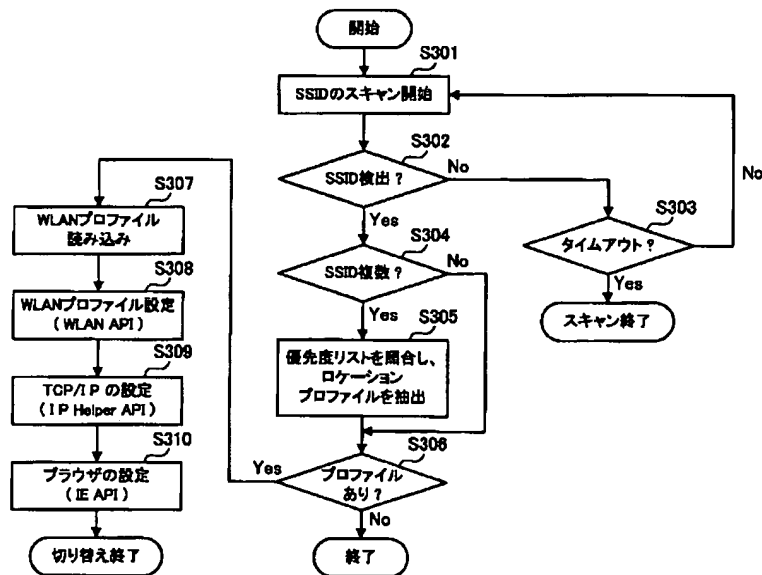 開始
S301
SSIDのスキャン開始
S302
SSID検出？
No
Yes
S303
タイムアウト？
No
Yes
スキャン終了
S304
SSID複数？
No
Yes
S305
優先度リストを照合し、
ロケーション
プロファイルを抽出
S306
プロファイル
あり？
Yes
No
終了
S307
WLANプロファイル
読み込み
S308
WLANプロファイル設定
( WLAN API )
S309
TCP/IP の設定
( IP Helper API )
S310
ブラウザの設定
( IE API )
切り替え終了